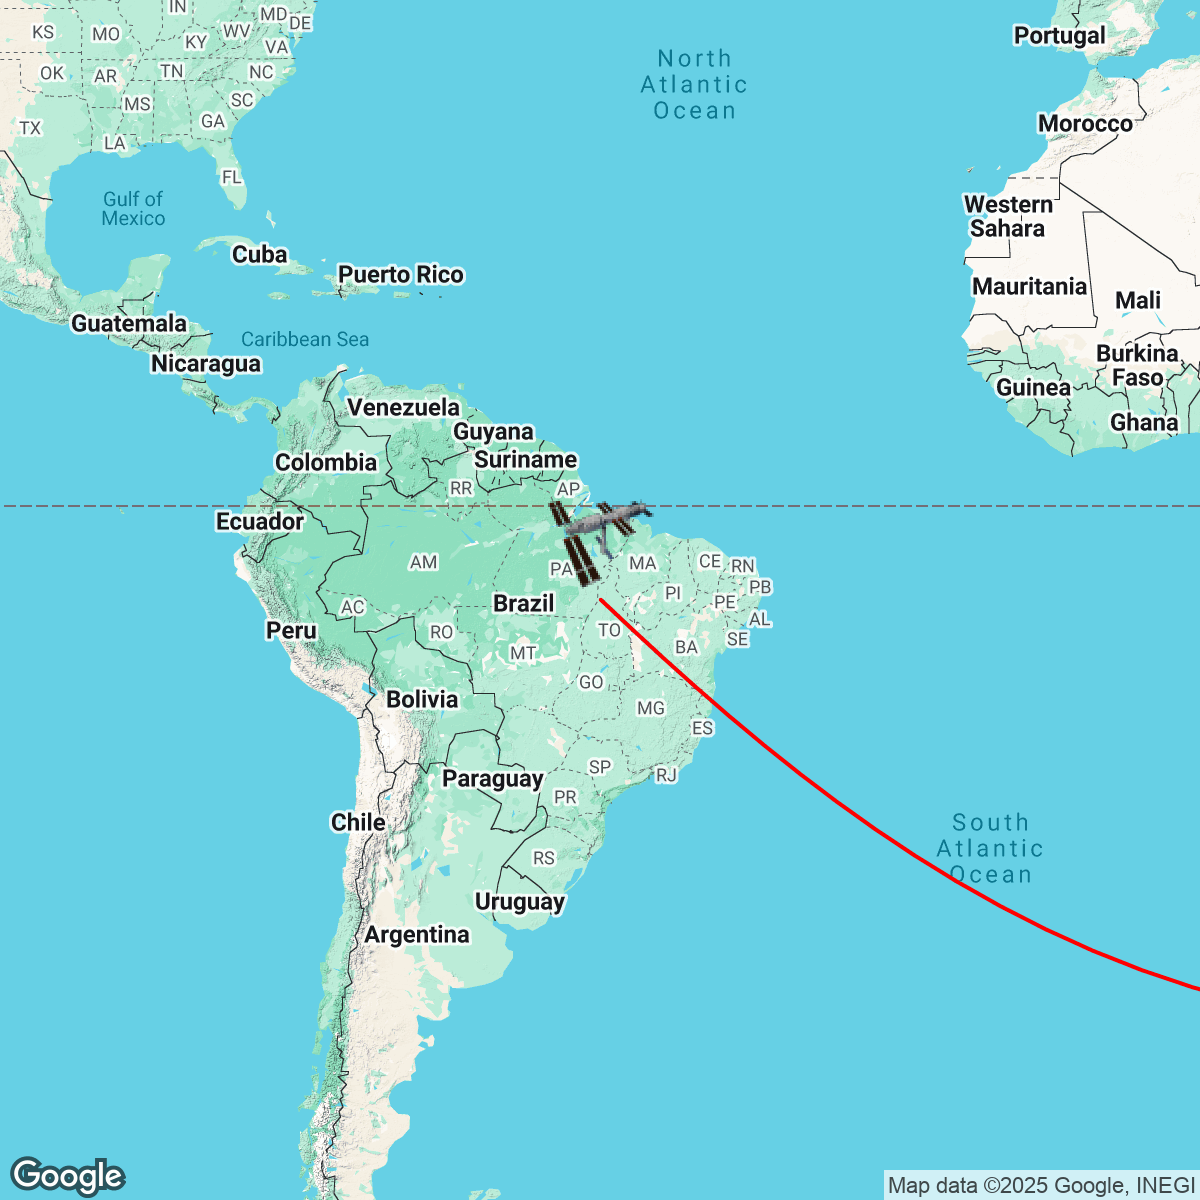 IN
MD
DE
KS
MO
WV
KY
VA
OK
AR
TN
NC
MS
SC
TX
GA
LA
FL
North
Atlantic
Ocean
Portugal
Morocco
Gulf of
Mexico
Western
Sahara
Cuba
Puerto Rico
Mauritania
Mali
Guatemala
Caribbean Sea
Nicaragua
Burkina
Faso
Guinea
Ghana
Venezuela
Guyana
Suriname
Colombia
RR
AP
Ecuador
AM
PA
MA
CE
RN
PI
PB
PE
AL
Brazil
AC
Peru
RO
TO
SE
MT
BA
GO
Bolivia
MG
ES
Paraguay
SP
RJ
PR
Chile
South
Atlantic
Ocean
RS
Uruguay
Argentina
Google
Map data ©2025 Google, INEGI